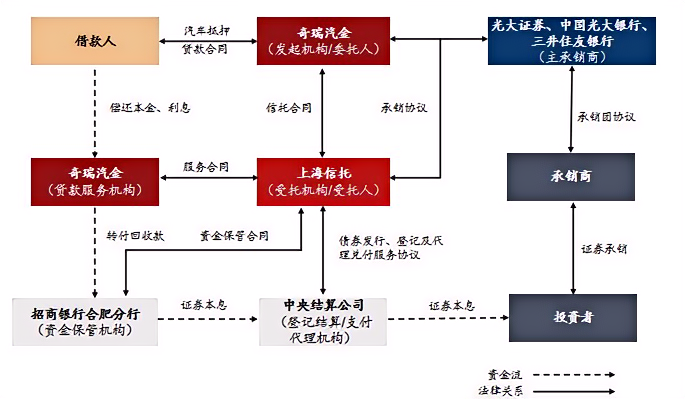 借款人
汽车抵押
贷款合同
奇瑞汽金
（发起机构/委托人）
光大证券、中国光大银行、
三井住友银行
（主承销商）
偿还本金、利息
信托合同
承销协议
承销团协议
奇瑞汽金
（贷款服务机构）
服务合同
上海信托
（受托机构/受托人）
承销商
转付回收款
资金保管合同
债券发行、登记及代
理兑付服务协议
证券承销
招商银行合肥分行
（资金保管机构）
证券本息
中央结算公司
（登记结算/支付
代理机构）
证券本息
投资者
资金流
法律关系